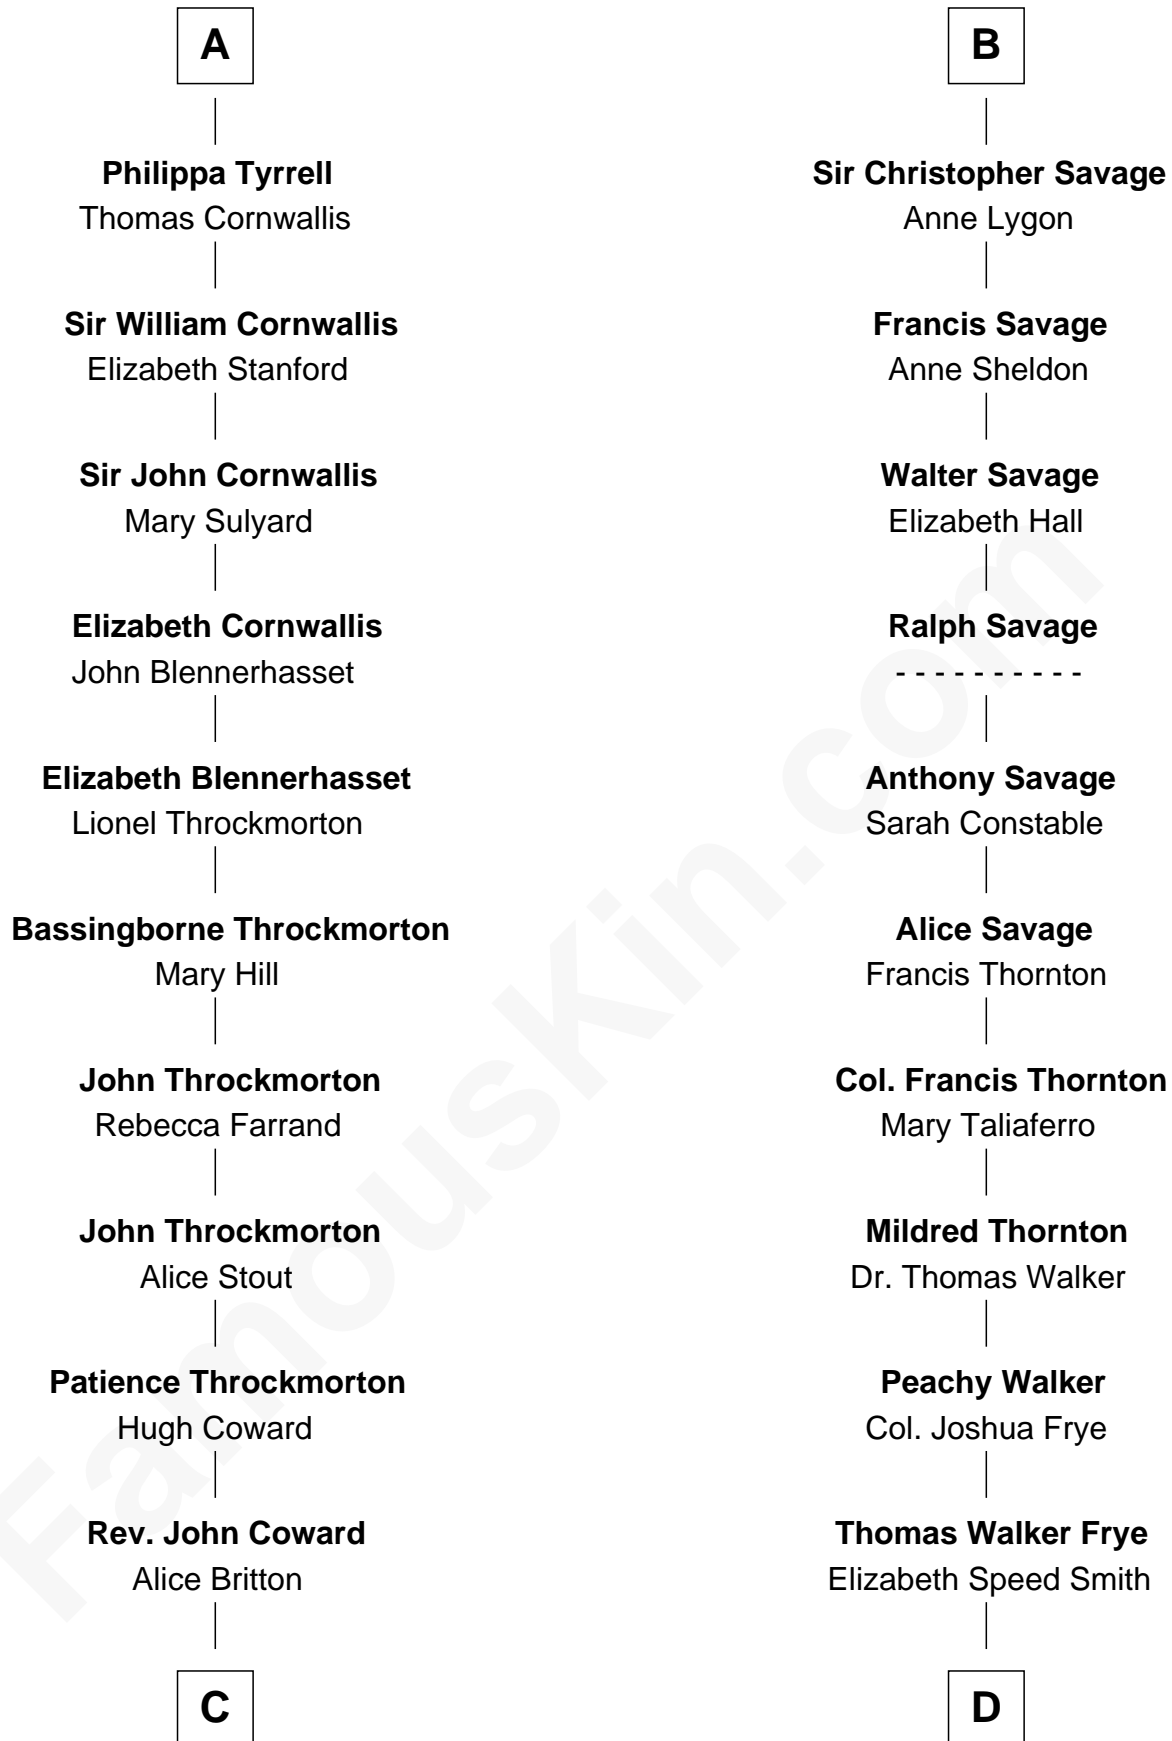 A
Philippa Tyrrell
Thomas Cornwallis
Sir William Cornwallis
Elizabeth Stanford
Sir John Cornwallis
Mary Sulyard
Elizabeth Cornwallis
John Blennerhasset
Elizabeth Blennerhasset
Lionel Throckmorton
Bassingborne Throckmorton
Mary Hill
John Throckmorton
Rebecca Farrand
John Throckmorton
Alice Stout
Patience Throckmorton
Hugh Coward
Rev. John Coward
Alice Britton
C
B
Sir Christopher Savage
Anne Lygon
Francis Savage
Anne Sheldon
Walter Savage
Elizabeth Hall
Ralph Savage
- - - - - - - - - -
Anthony Savage
Sarah Constable
Alice Savage
Francis Thornton
Col. Francis Thornton
Mary Taliaferro
Mildred Thornton
Dr. Thomas Walker
Peachy Walker
Col. Joshua Frye
Thomas Walker Frye
Elizabeth Speed Smith
D
FamousKin.com